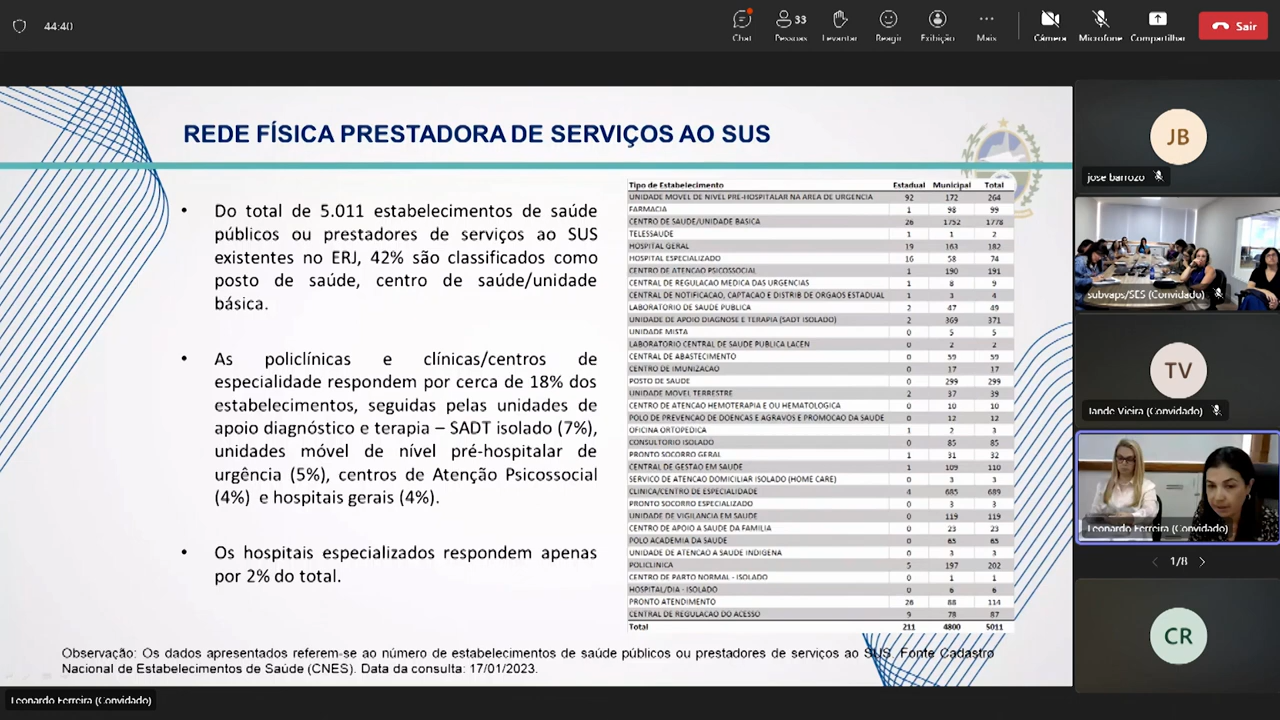 44:40
33
Chat Pessoas Levantar Reagir Exibição Mais Câmera Microfone Compartilhar Sair
REDE FÍSICA PRESTADORA DE SERVIÇOS AO SUS
• Do total de 5.011 estabelecimentos de saúde
públicos ou prestadores de serviços ao SUS
existentes no ERJ, 42% são classificados como
posto de saúde, centro de saúde/unidade
básica.
• As policlínicas e clínicas/centros de
especialidade respondem por cerca de 18% dos
estabelecimentos, seguidas pelas unidades de
apoio diagnóstico e terapia – SADT isolado (7%),
unidades móvel de nível pré-hospitalar de
urgência (5%), centros de Atenção Psicossocial
(4%) e hospitais gerais (4%).
• Os hospitais especializados respondem apenas
por 2% do total.
Tipo de Estabelecimento Estadual Municipal Total
UNIDADE MOVEL DE NIVEL PRE-HOSPITALAR NA AREA DE URGENCIA 92 172 264
FARMACIA 1 98 99
CENTRO DE SAUDE/UNIDADE BASICA 26 1752 1778
TELESSAUDE 1 1 2
HOSPITAL GERAL 19 163 182
HOSPITAL ESPECIALIZADO 16 58 74
CENTRO DE ATENCAO PSICOSSOCIAL 1 190 191
CENTRAL DE REGULACAO MEDICA DAS URGENCIAS 1 8 9
CENTRAL DE NOTIFICACAO, CAPTACAO E DISTRIB DE ORGAOS ESTADUAL 1 3 4
LABORATORIO DE SAUDE PUBLICA 2 47 49
UNIDADE DE APOIO DIAGNOSE E TERAPIA (SADT ISOLADO) 2 369 371
UNIDADE MISTA 0 5 5
LABORATORIO CENTRAL DE SAUDE PUBLICA LACEN 0 2 2
CENTRAL DE ABASTECIMENTO 0 59 59
CENTRO DE IMUNIZACAO 0 17 17
POSTO DE SAUDE 0 299 299
UNIDADE MOVEL TERRESTRE 2 37 39
CENTRO DE ATENCAO HEMOTERAPIA E OU HEMATOLOGICA 0 10 10
POLO DE PREVENCAO DE DOENCAS E AGRAVOS E PROMOCAO DA SAUDE 0 12 12
OFICINA ORTOPEDICA 1 2 3
CONSULTORIO ISOLADO 0 85 85
PRONTO SOCORRO GERAL 1 31 32
CENTRAL DE GESTAO EM SAUDE 1 109 110
SERVICO DE ATENCAO DOMICILIAR ISOLADO (HOME CARE) 0 3 3
CLINICA/CENTRO DE ESPECIALIDADE 4 685 689
PRONTO SOCORRO ESPECIALIZADO 0 3 3
UNIDADE DE VIGILANCIA EM SAUDE 0 119 119
CENTRO DE APOIO A SAUDE DA FAMILIA 0 23 23
POLO ACADEMIA DA SAUDE 0 65 65
UNIDADE DE ATENCAO A SAUDE INDIGENA 0 3 3
POLICLINICA 5 197 202
CENTRO DE PARTO NORMAL - ISOLADO 0 1 1
HOSPITAL/DIA - ISOLADO 0 6 6
PRONTO ATENDIMENTO 26 88 114
CENTRAL DE REGULACAO DO ACESSO 9 78 87
Total 211 4800 5011
Observação: Os dados apresentados referem-se ao número de estabelecimentos de saúde públicos ou prestadores de serviços ao SUS. Fonte Cadastro
Nacional de Estabelecimentos de Saúde (CNES). Data da consulta: 17/01/2023.
JB
jose barrozo
subvaps/SES (Convidado)
TV
Tande Vieira (Convidado)
Leonardo Ferreira (Convidado)
1/8
CR
Leonardo Ferreira (Convidado)